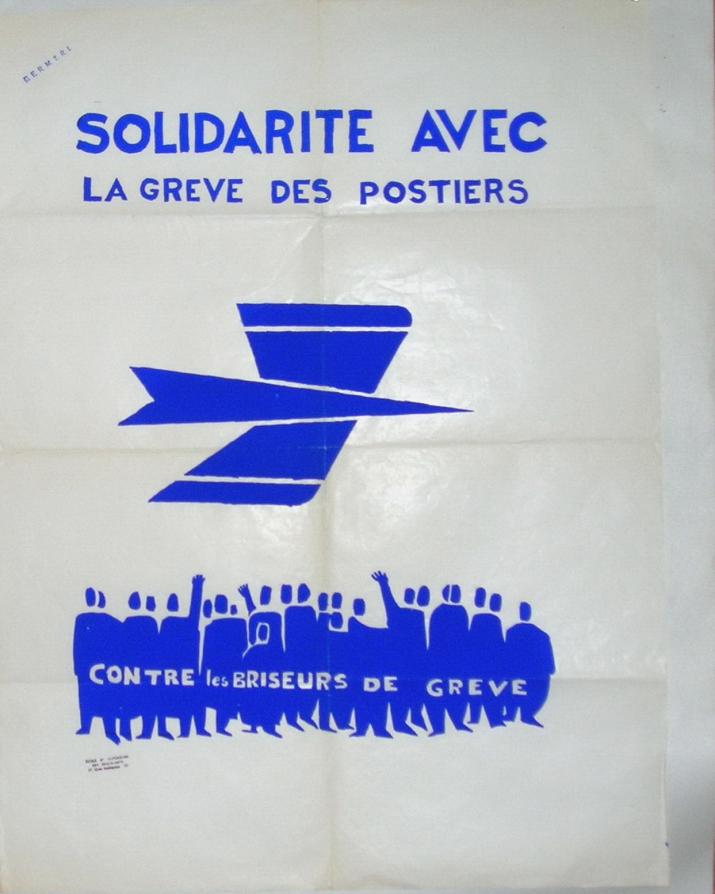 SOLIDARITE AVEC
LA GREVE DES POSTIERS
CONTRE les BRISEURS DE GREVE